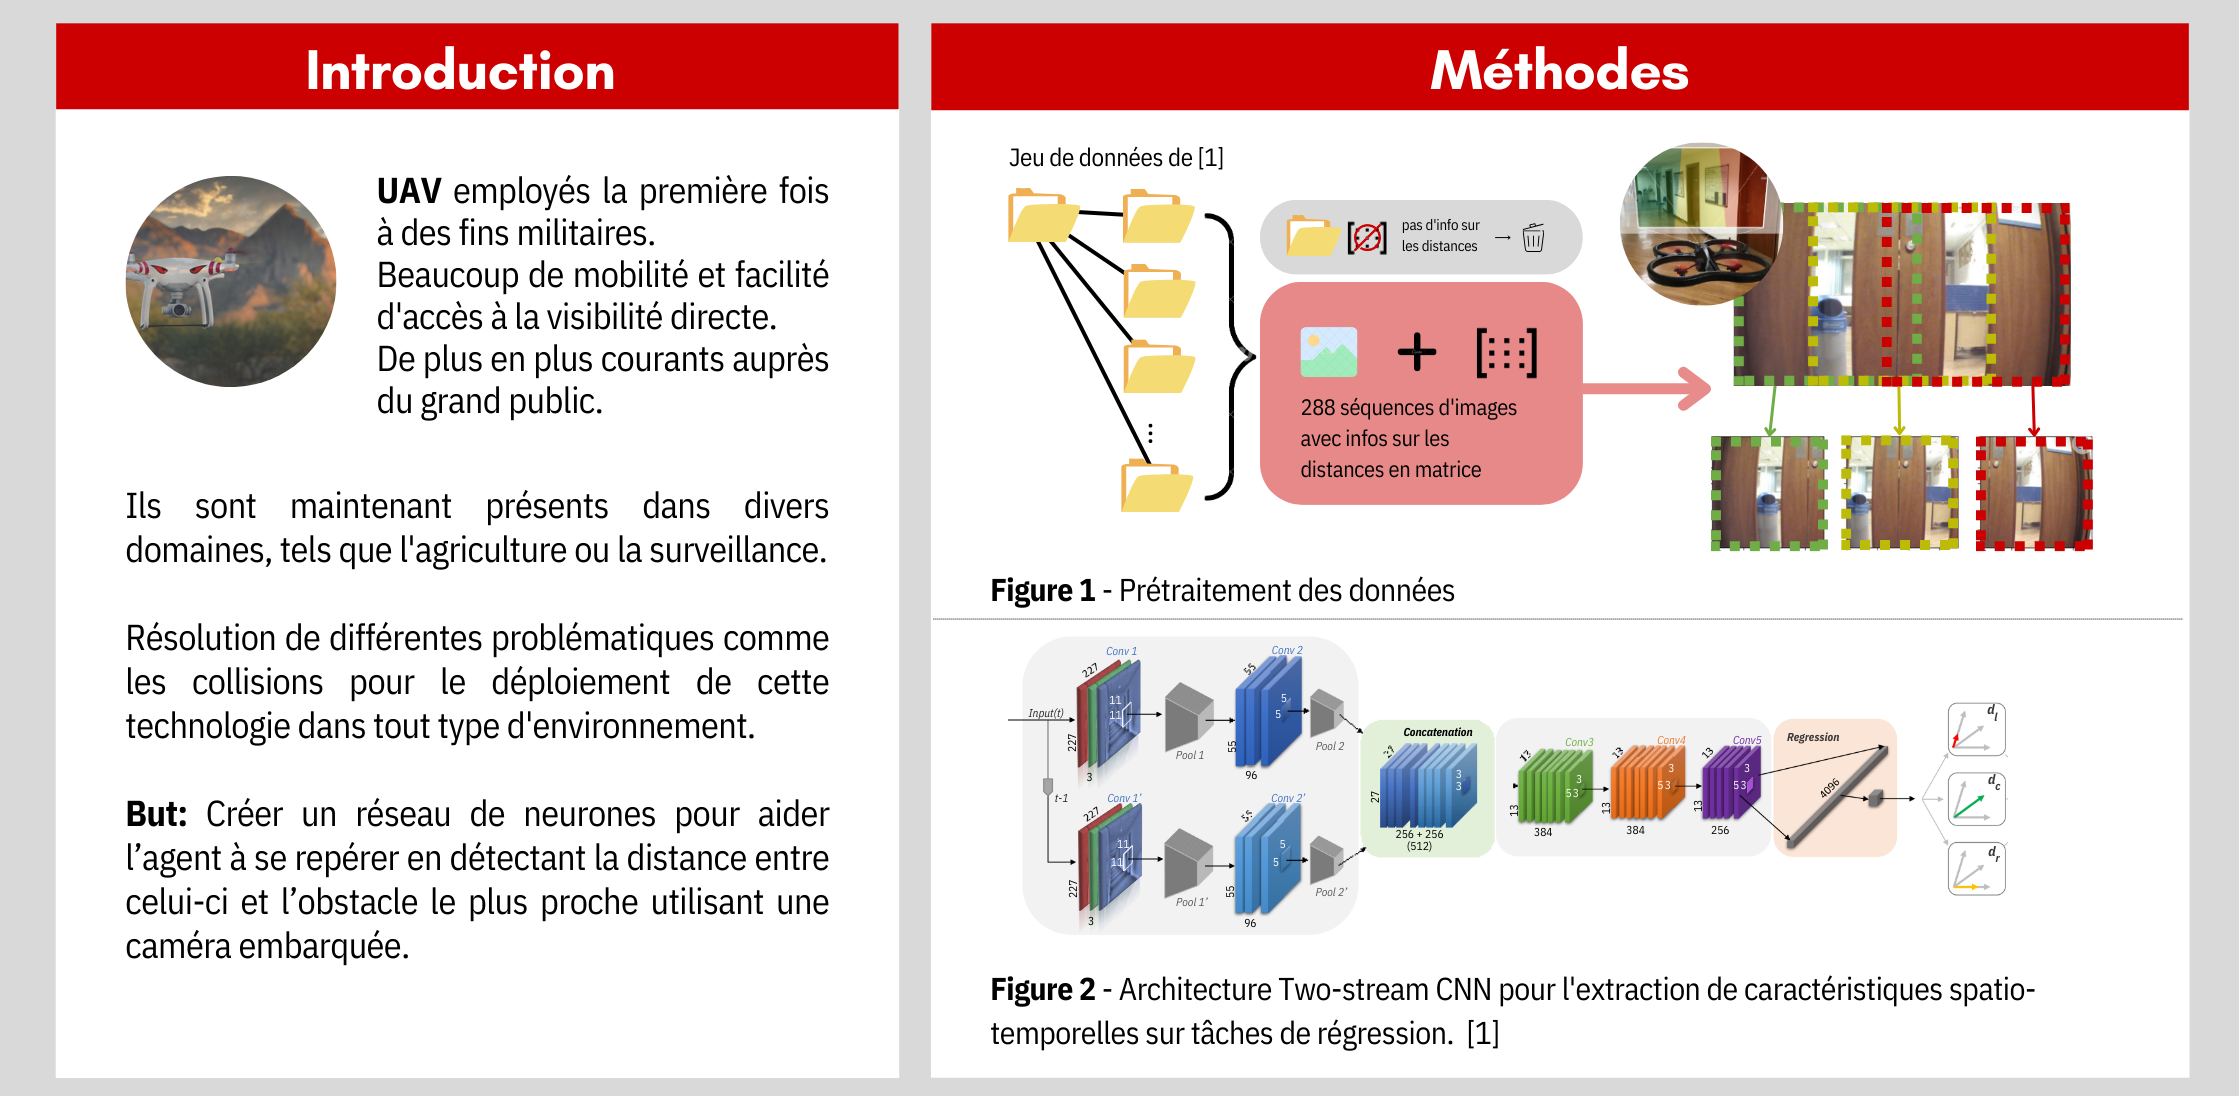 Introduction
UAV employés la première fois
à des fins militaires.
Beaucoup de mobilité et facilité
d'accès à la visibilité directe.
De plus en plus courants auprès
du grand public.
Ils sont maintenant présents dans divers
domaines, tels que l'agriculture ou la surveillance.
Résolution de différentes problématiques comme
les collisions pour le déploiement de cette
technologie dans tout type d'environnement.
But: Créer un réseau de neurones pour aider
l’agent à se repérer en détectant la distance entre
celui-ci et l’obstacle le plus proche utilisant une
caméra embarquée.
Méthodes
Jeu de données de [1]
pas d'info sur
les distances
288 séquences d'images
avec infos sur les
distances en matrice
Figure 1 - Prétraitement des données
Input(t)
t-1
227
Conv 1
11
11
227
3
Pool 1
55
Conv 2
5
5
55
96
Pool 2
227
Conv 1'
11
11
227
3
Pool 1'
55
Conv 2'
5
5
55
96
Pool 2'
Concatenation
27
3
3
27
256 + 256
(512)
13
Conv3
3
53
13
384
13
Conv4
3
53
13
384
13
Conv5
3
53
13
256
Regression
4096
dl
dc
dr
Figure 2 - Architecture Two-stream CNN pour l'extraction de caractéristiques spatio-
temporelles sur tâches de régression. [1]